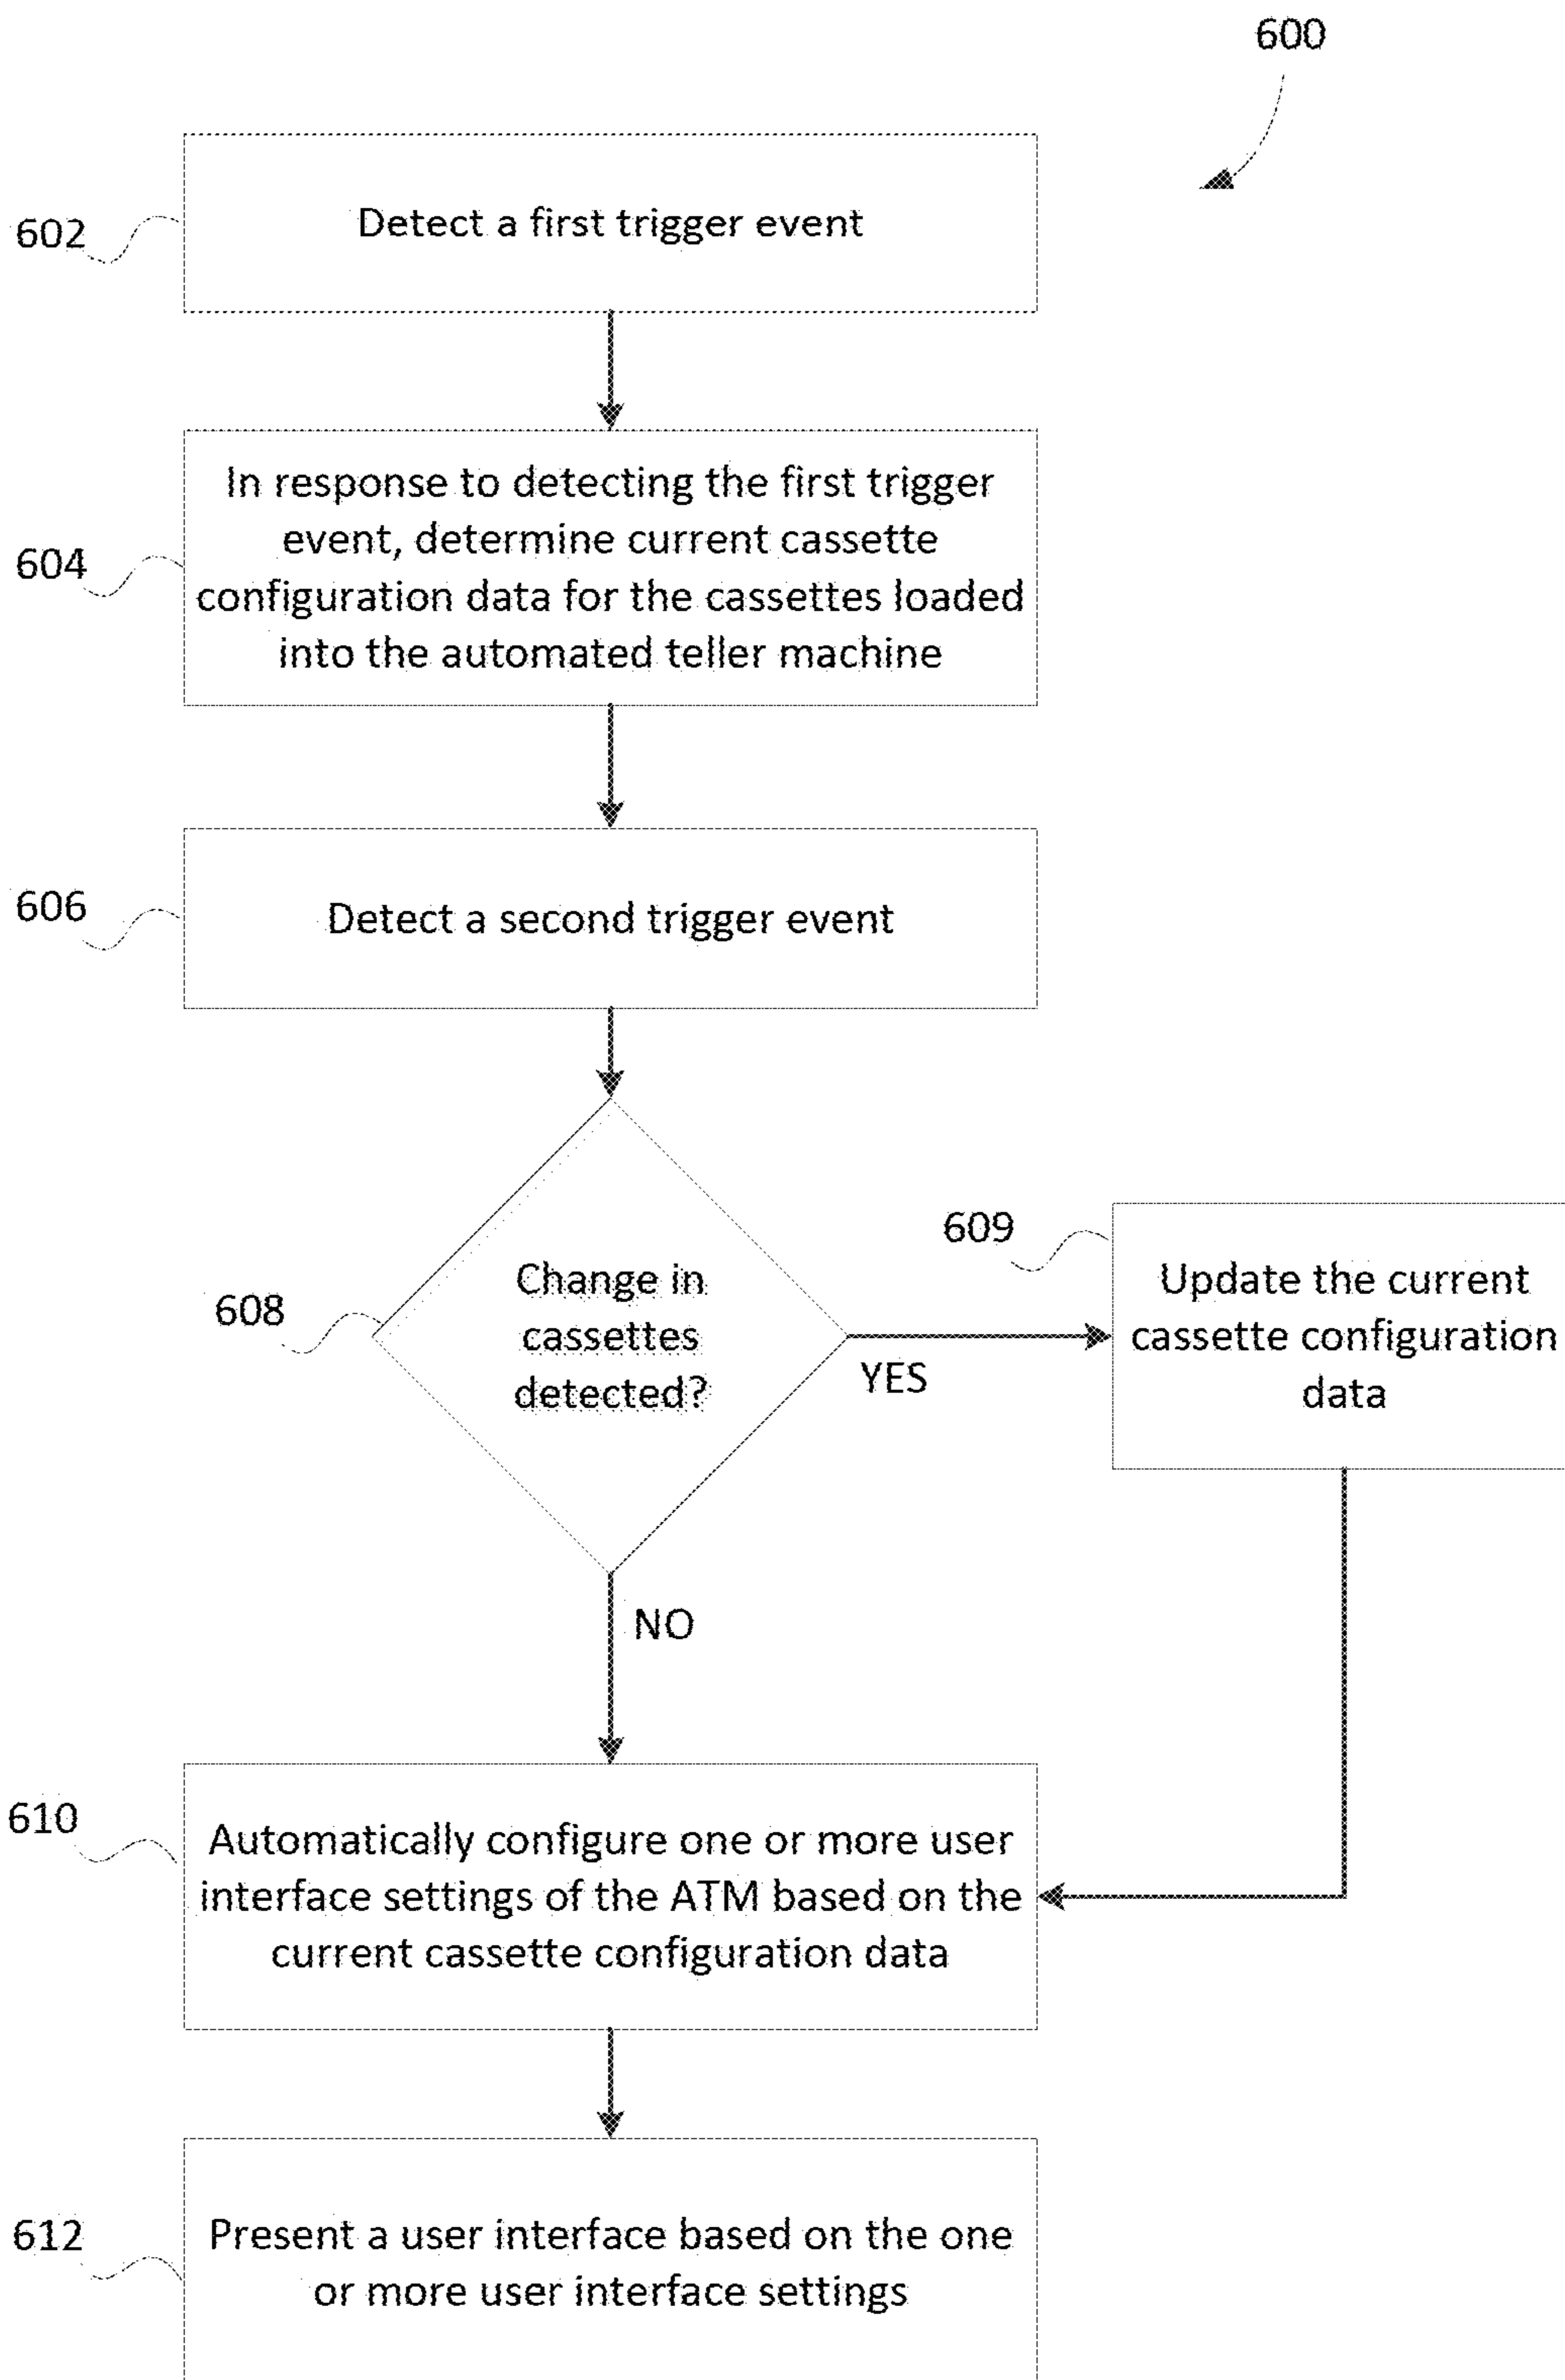 600
602
Detect a first trigger event
604
In response to detecting the first trigger
event, determine current cassette
configuration data for the cassettes loaded
into the automated teller machine
606
Detect a second trigger event
608
Change in
cassettes
detected?
YES
609
Update the current
cassette configuration
data
NO
610
Automatically configure one or more user
interface settings of the ATM based on the
current cassette configuration data
612
Present a user interface based on the one
or more user interface settings